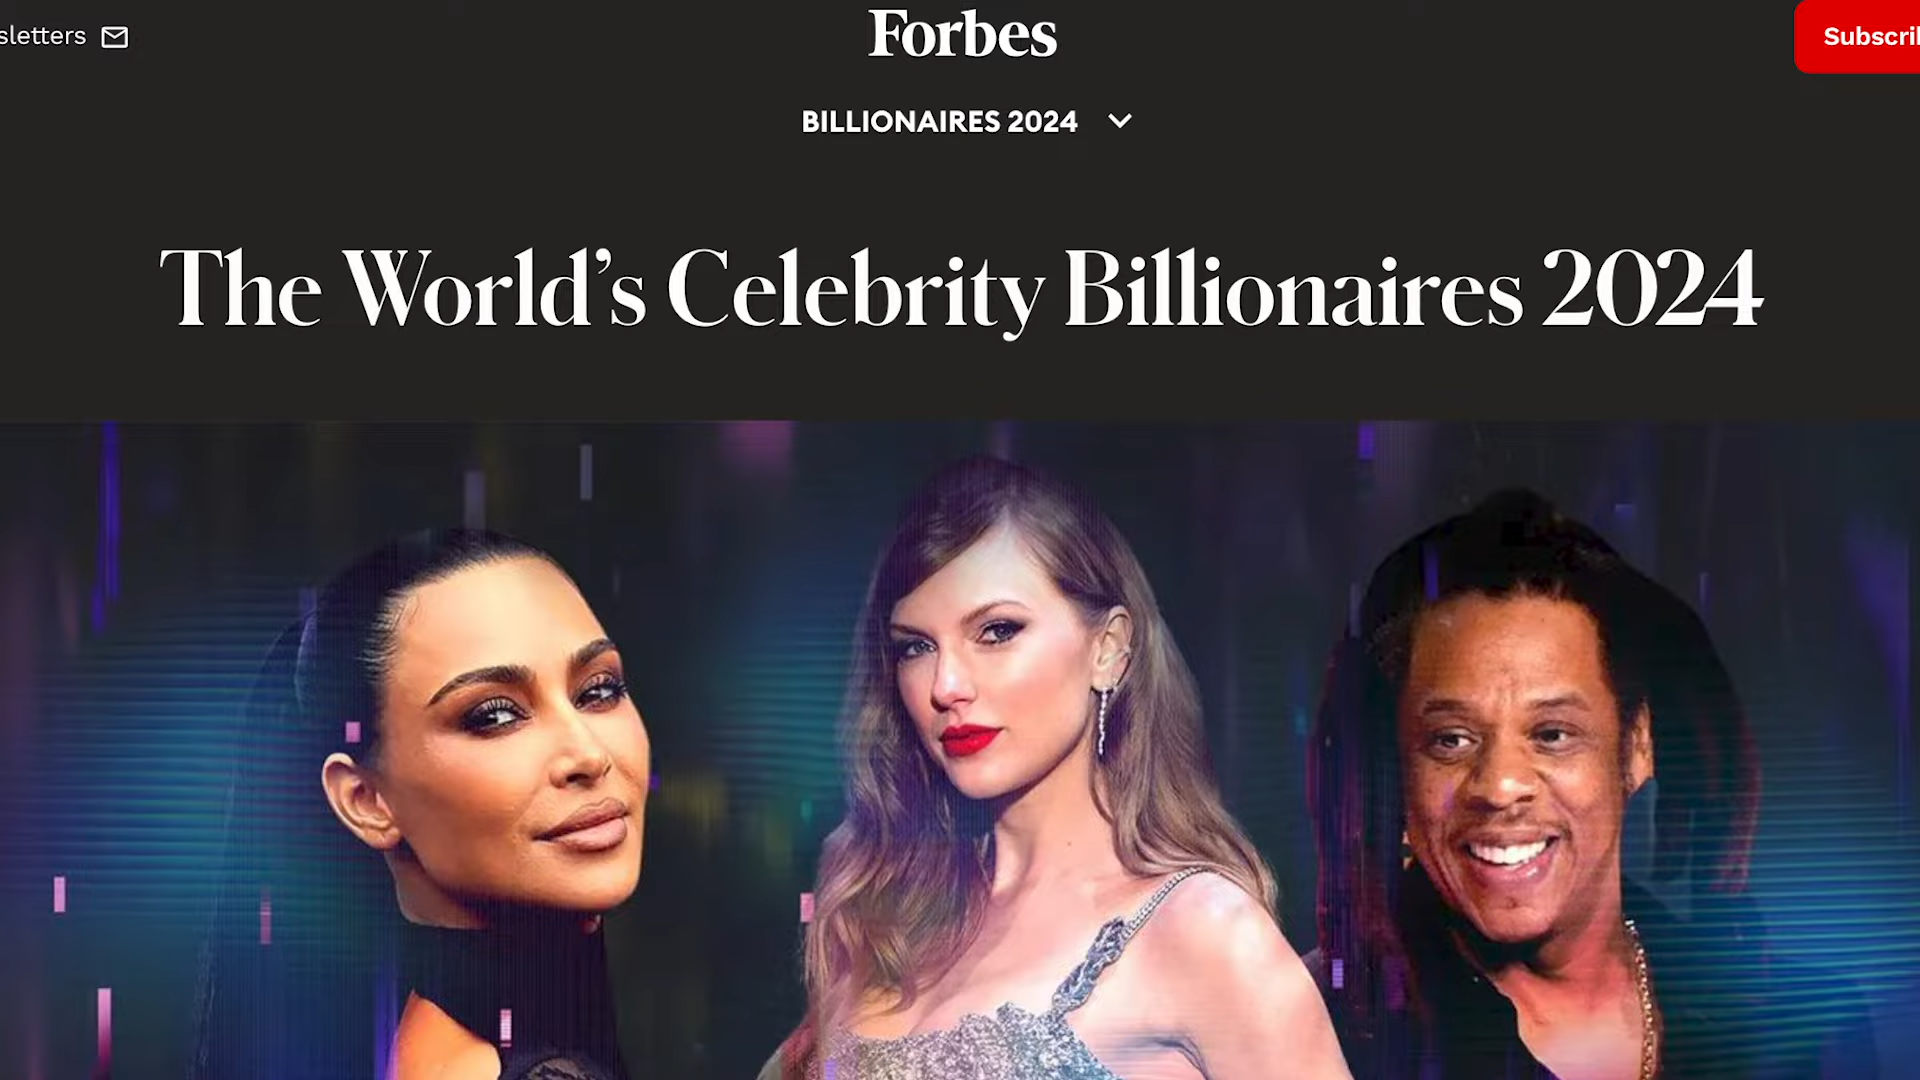 sletters
Forbes
Subscri
BILLIONAIRES 2024
The World’s Celebrity Billionaires 2024